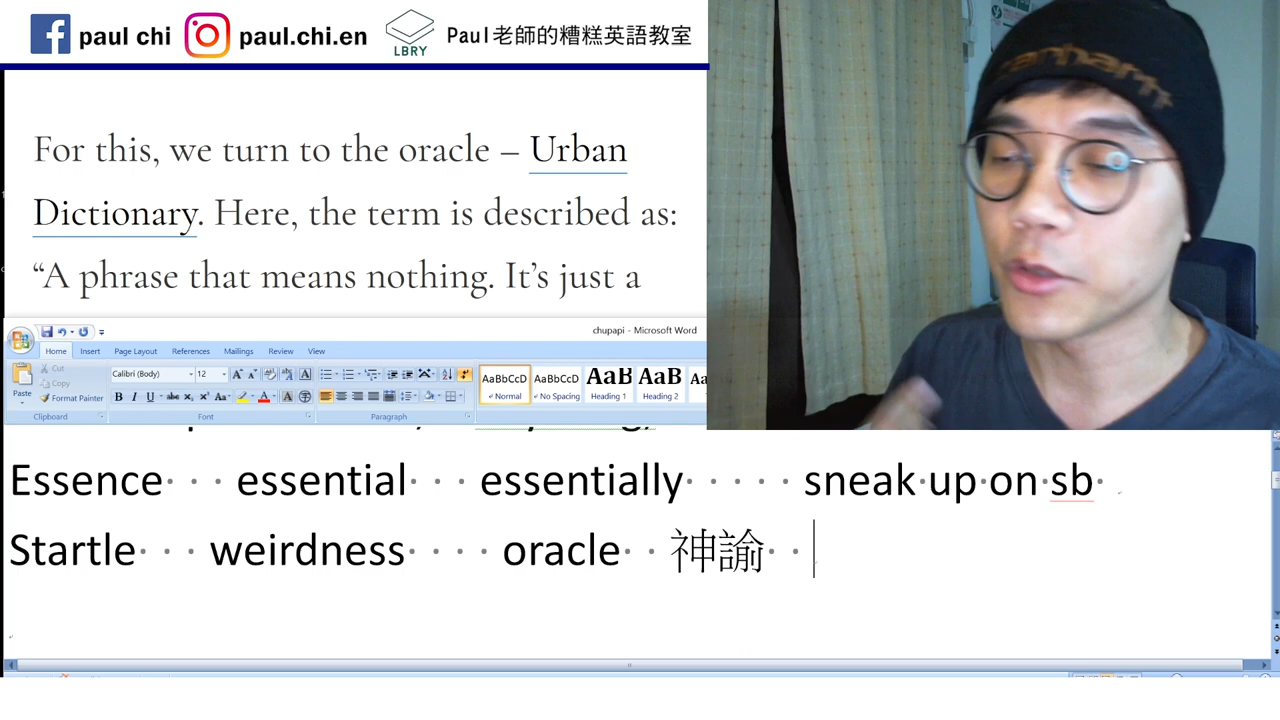 paul chi paul.chi.en LBRY Paul老師的糟糕英語教室
For this, we turn to the oracle – Urban
Dictionary. Here, the term is described as:
“A phrase that means nothing. It’s just a
chupapi - Microsoft Word
Home Insert Page Layout References Mailings Review View
Cut
Copy
Format Painter
Paste
Calibri (Body) 12
AaBbCcD AaBbCcD AaB AaB Aa
Normal No Spacing Heading 1 Heading 2
Clipboard Font Paragraph
carhartt
Essence essential essentially sneak up on sb
Startle weirdness oracle 神諭